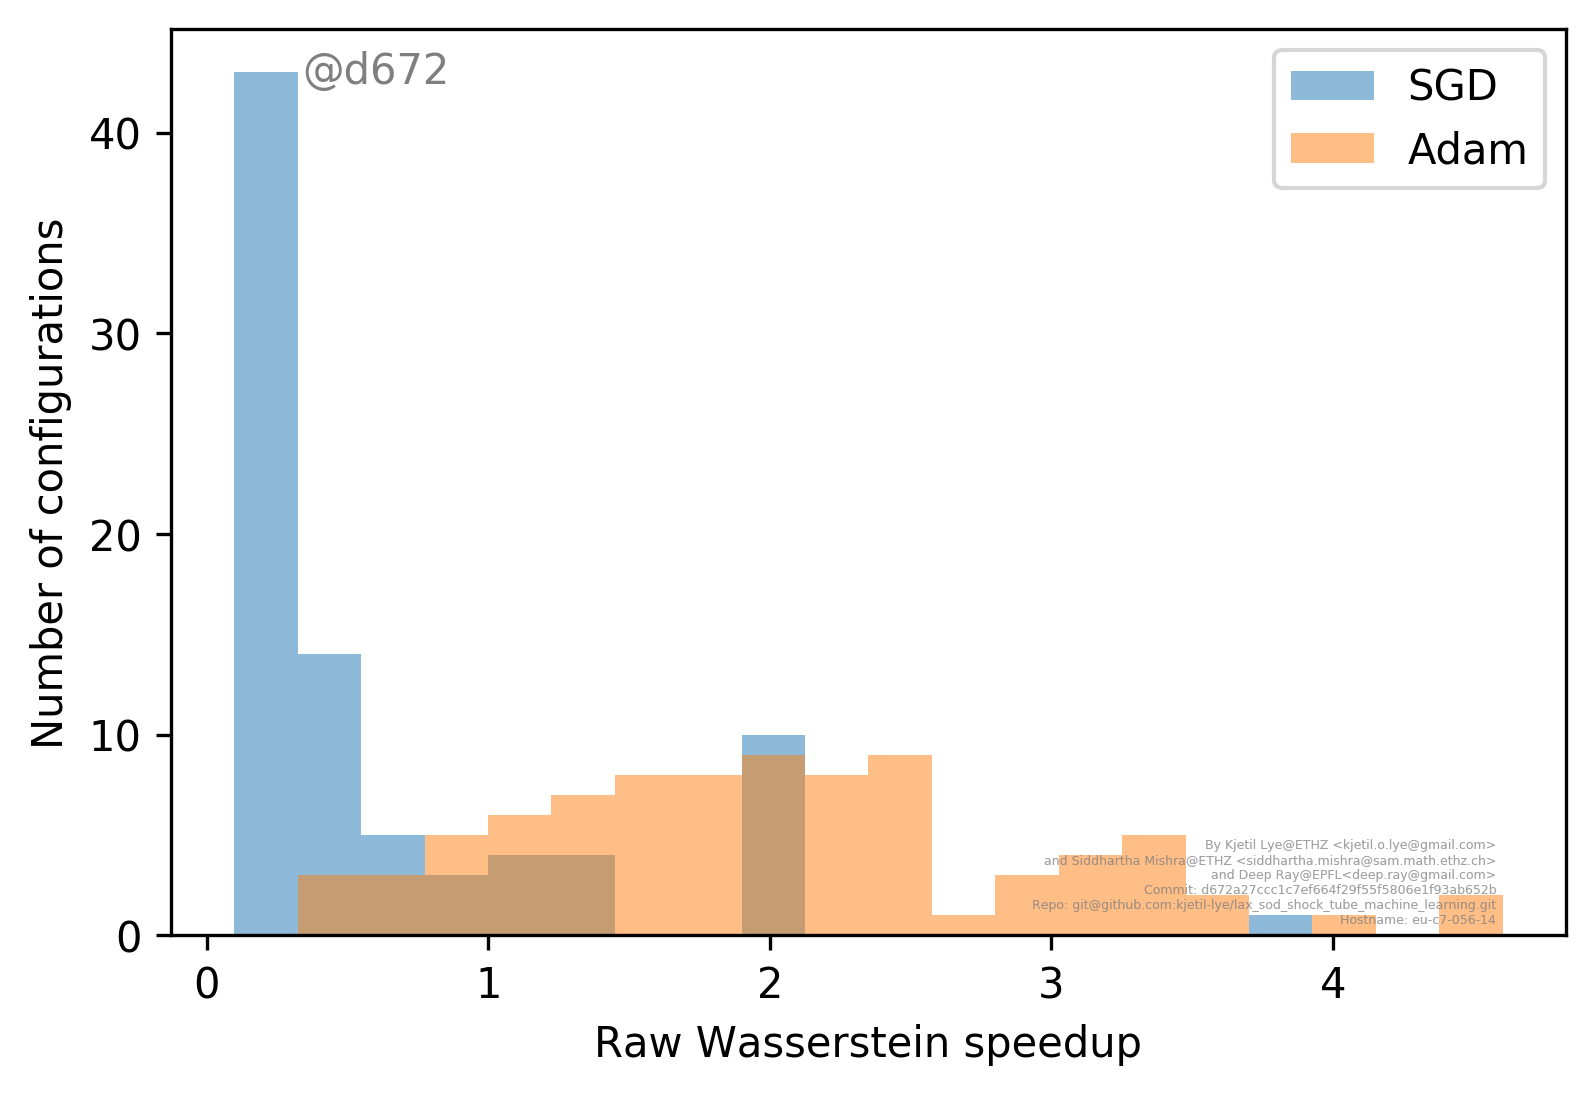 @d672
SGD
Adam
Number of configurations
40
30
20
10
0
0 1 2 3 4
Raw Wasserstein speedup
By Kjetil Lye@ETHZ <kjetil.o.lye@gmail.com>
and Siddhartha Mishra@ETHZ <siddhartha.mishra@sam.math.ethz.ch>
and Deep Ray@EPFL<deep.ray@gmail.com>
Commit: d672a27ccc1c7ef664f29f55f5806e1f93ab652b
Repo: git@github.com:kjetil-lye/lax_sod_shock_tube_machine_learning.git
Hostname: eu-c7-056-14